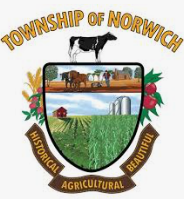 TOWNSHIP OF NORWICH
HISTORICAL
AGRICULTURAL
BEAUTIFUL